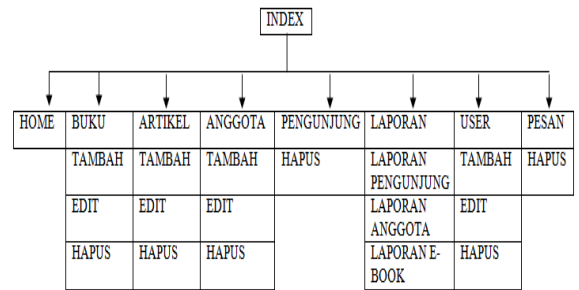 INDEX
HOME BUKU ARTIKEL ANGGOTA PENGUNJUNG LAPORAN USER PESAN
TAMBAH TAMBAH TAMBAH HAPUS LAPORAN TAMBAH HAPUS
PENGUNJUNG
EDIT EDIT EDIT LAPORAN EDIT
ANGGOTA
HAPUS HAPUS HAPUS LAPORAN E- HAPUS
BOOK